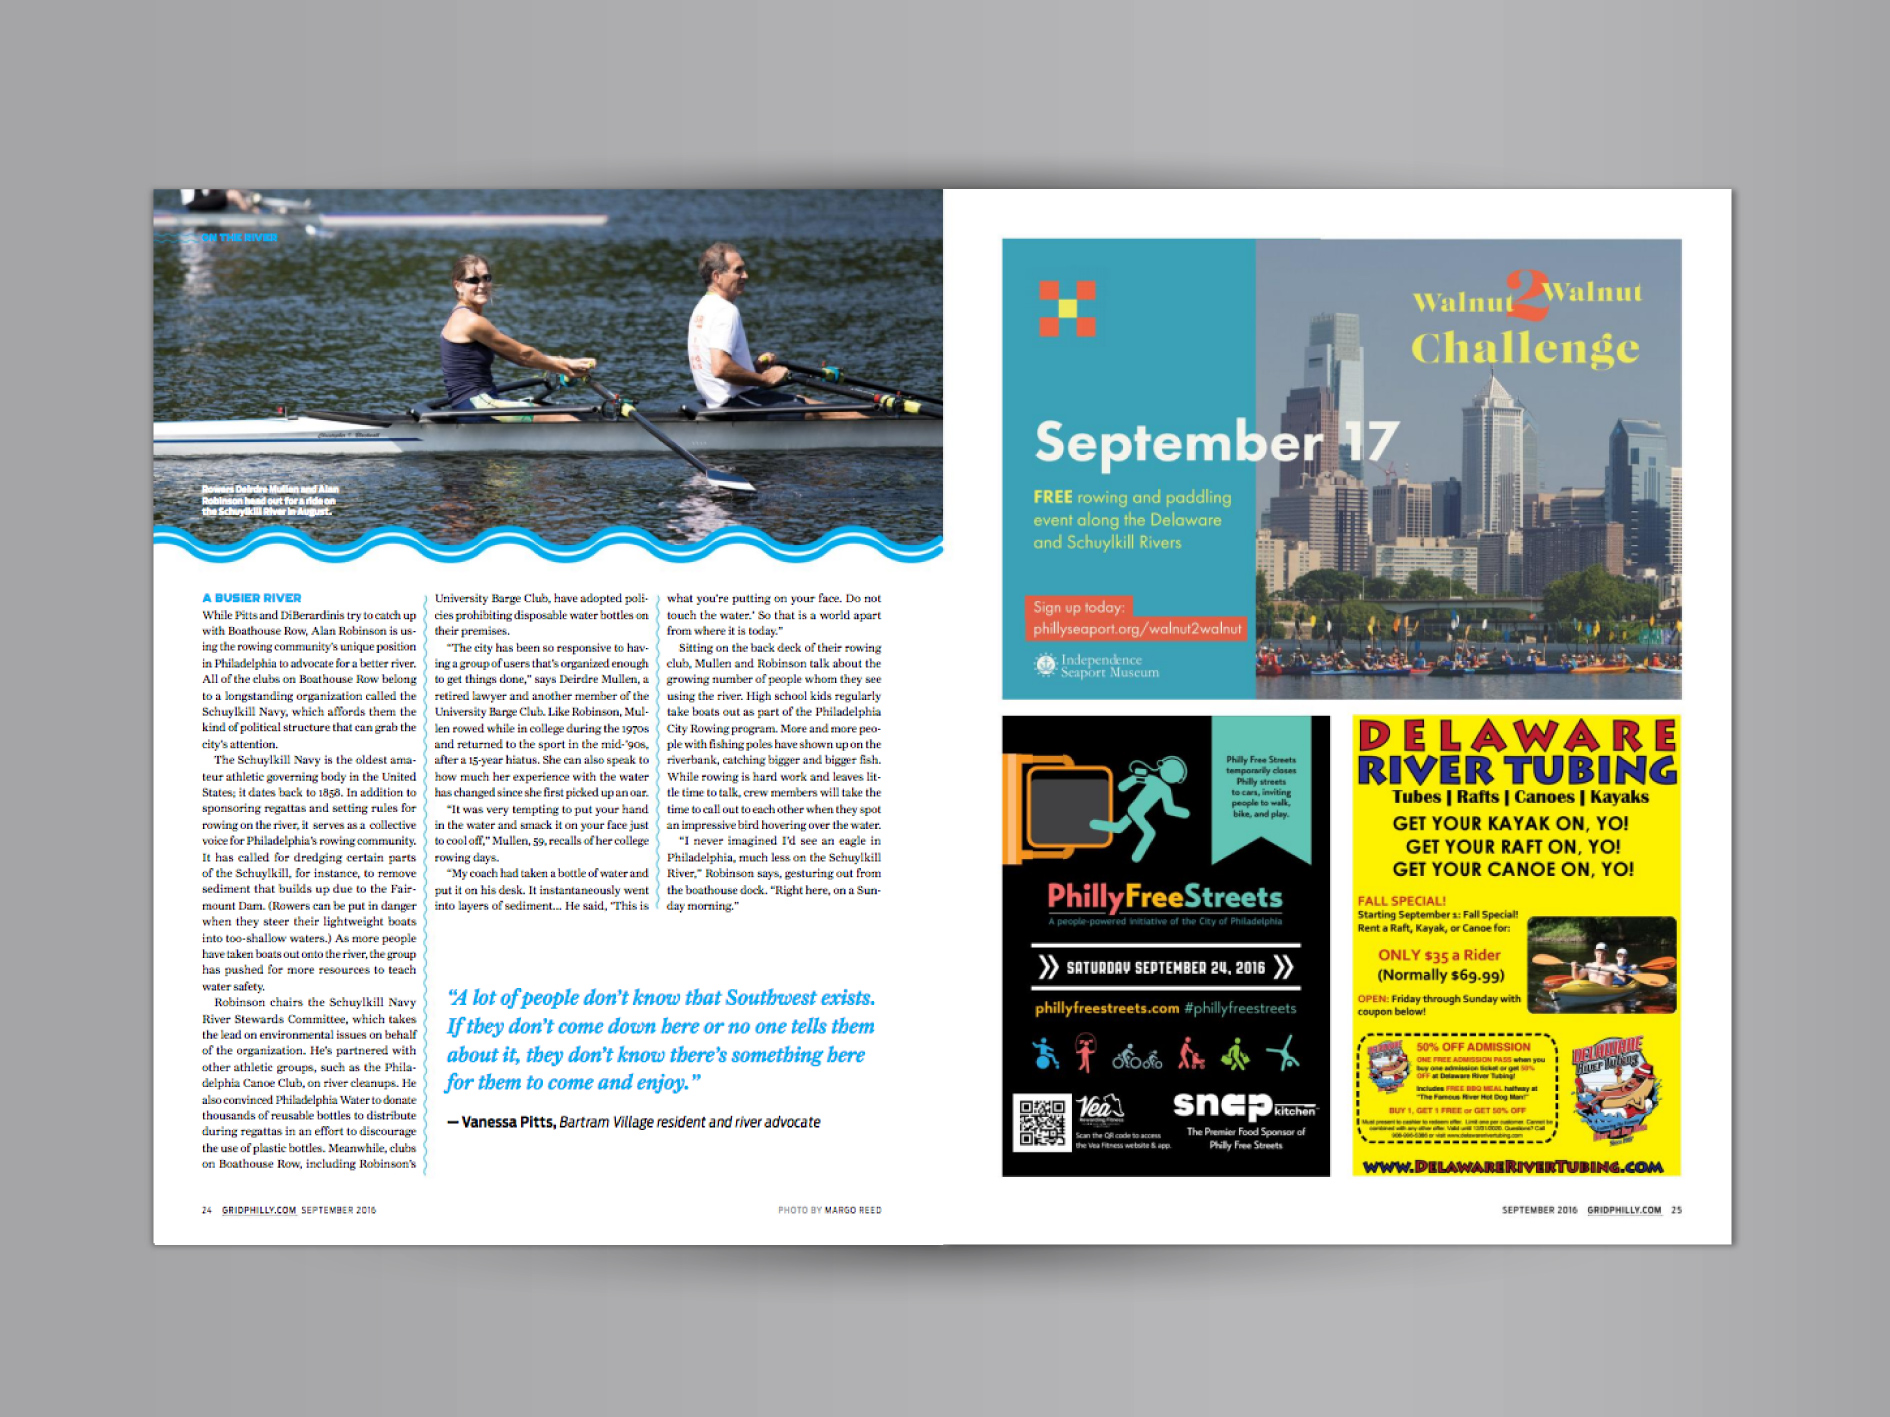 ON THE RIVER
Rowers Deirdre Mullen and Alan
Robinson head out for a ride on
the Schuylkill River in August.
A BUSIER RIVER
While Pitts and DiBerardinis try to catch up
with Boathouse Row, Alan Robinson is us-
ing the rowing community's unique position
in Philadelphia to advocate for a better river.
All of the clubs on Boathouse Row belong
to a longstanding organization called the
Schuylkill Navy, which affords them the
kind of political structure that can grab the
city's attention.
The Schuylkill Navy is the oldest ama-
teur athletic governing body in the United
States; it dates back to 1858. In addition to
sponsoring regattas and setting rules for
rowing on the river, it serves as a collective
voice for Philadelphia's rowing community.
It has called for dredging certain parts
of the Schuylkill, for instance, to remove
sediment that builds up due to the Fair-
mount Dam. (Rowers can be put in danger
when they steer their lightweight boats
into too-shallow waters.) As more people
have taken boats out onto the river, the group
has pushed for more resources to teach
water safety.
Robinson chairs the Schuylkill Navy
River Stewards Committee, which takes
the lead on environmental issues on behalf
of the organization. He's partnered with
other athletic groups, such as the Phila-
delphia Canoe Club, on river cleanups. He
also convinced Philadelphia Water to donate
thousands of reusable bottles to distribute
during regattas in an effort to discourage
the use of plastic bottles. Meanwhile, clubs
on Boathouse Row, including Robinson's
University Barge Club, have adopted poli-
cies prohibiting disposable water bottles on
their premises.
"The city has been so responsive to hav-
ing a group of users that's organized enough
to get things done," says Deirdre Mullen, a
retired lawyer and another member of the
University Barge Club. Like Robinson, Mul-
len rowed while in college during the 1970s
and returned to the sport in the mid-'90s,
after a 15-year hiatus. She can also speak to
how much her experience with the water
has changed since she first picked up an oar.
"It was very tempting to put your hand
in the water and smack it on your face just
to cool off," Mullen, 59, recalls of her college
rowing days.
"My coach had taken a bottle of water and
put it on his desk. It instantaneously went
into layers of sediment... He said, 'This is
what you're putting on your face. Do not
touch the water.' So that is a world apart
from where it is today."
Sitting on the back deck of their rowing
club, Mullen and Robinson talk about the
growing number of people whom they see
using the river. High school kids regularly
take boats out as part of the Philadelphia
City Rowing program. More and more peo-
ple with fishing poles have shown up on the
riverbank, catching bigger and bigger fish.
While rowing is hard work and leaves lit-
tle time to talk, crew members will take the
time to call out to each other when they spot
an impressive bird hovering over the water.
"I never imagined I'd see an eagle in
Philadelphia, much less on the Schuylkill
River," Robinson says, gesturing out from
the boathouse dock. "Right here, on a Sun-
day morning."
"A lot of people don't know that Southwest exists.
If they don't come down here or no one tells them
about it, they don't know there's something here
for them to come and enjoy."
— Vanessa Pitts, Bartram Village resident and river advocate
24 GRIDPHILLY.COM SEPTEMBER 2016
PHOTO BY MARGO REED
Walnut2Walnut
Challenge
September 17
FREE rowing and paddling
event along the Delaware
and Schuylkill Rivers
Sign up today:
phillyseaport.org/walnut2walnut
Independence
Seaport Museum
Philly Free Streets
temporarily closes
Philly streets
to cars, inviting
people to walk,
bike, and play.
PhillyFreeStreets
A people-powered initiative of the City of Philadelphia
SATURDAY SEPTEMBER 24, 2016
phillyfreestreets.com #phillyfreestreets
Vea
Scan the QR code to access
the Vea Fitness website & app.
snap kitchen
The Premier Food Sponsor of
Philly Free Streets
DELAWARE
RIVER TUBING
Tubes | Rafts | Canoes | Kayaks
GET YOUR KAYAK ON, YO!
GET YOUR RAFT ON, YO!
GET YOUR CANOE ON, YO!
FALL SPECIAL!
Starting September 1: Fall Special!
Rent a Raft, Kayak, or Canoe for:
ONLY $35 a Rider
(Normally $69.99)
OPEN: Friday through Sunday with
coupon below!
50% OFF ADMISSION
ONE FREE ADMISSION PASS when you
buy one admission ticket or get 50%
OFF at Delaware River Tubing!
Includes FREE BBQ MEAL halfway at
"The Famous River Hot Dog Man!"
BUY 1, GET 1 FREE or GET 50% OFF
DELAWARE
RIVER TUBING
WWW.DELAWARERIVERTUBING.COM
SEPTEMBER 2016 GRIDPHILLY.COM 25